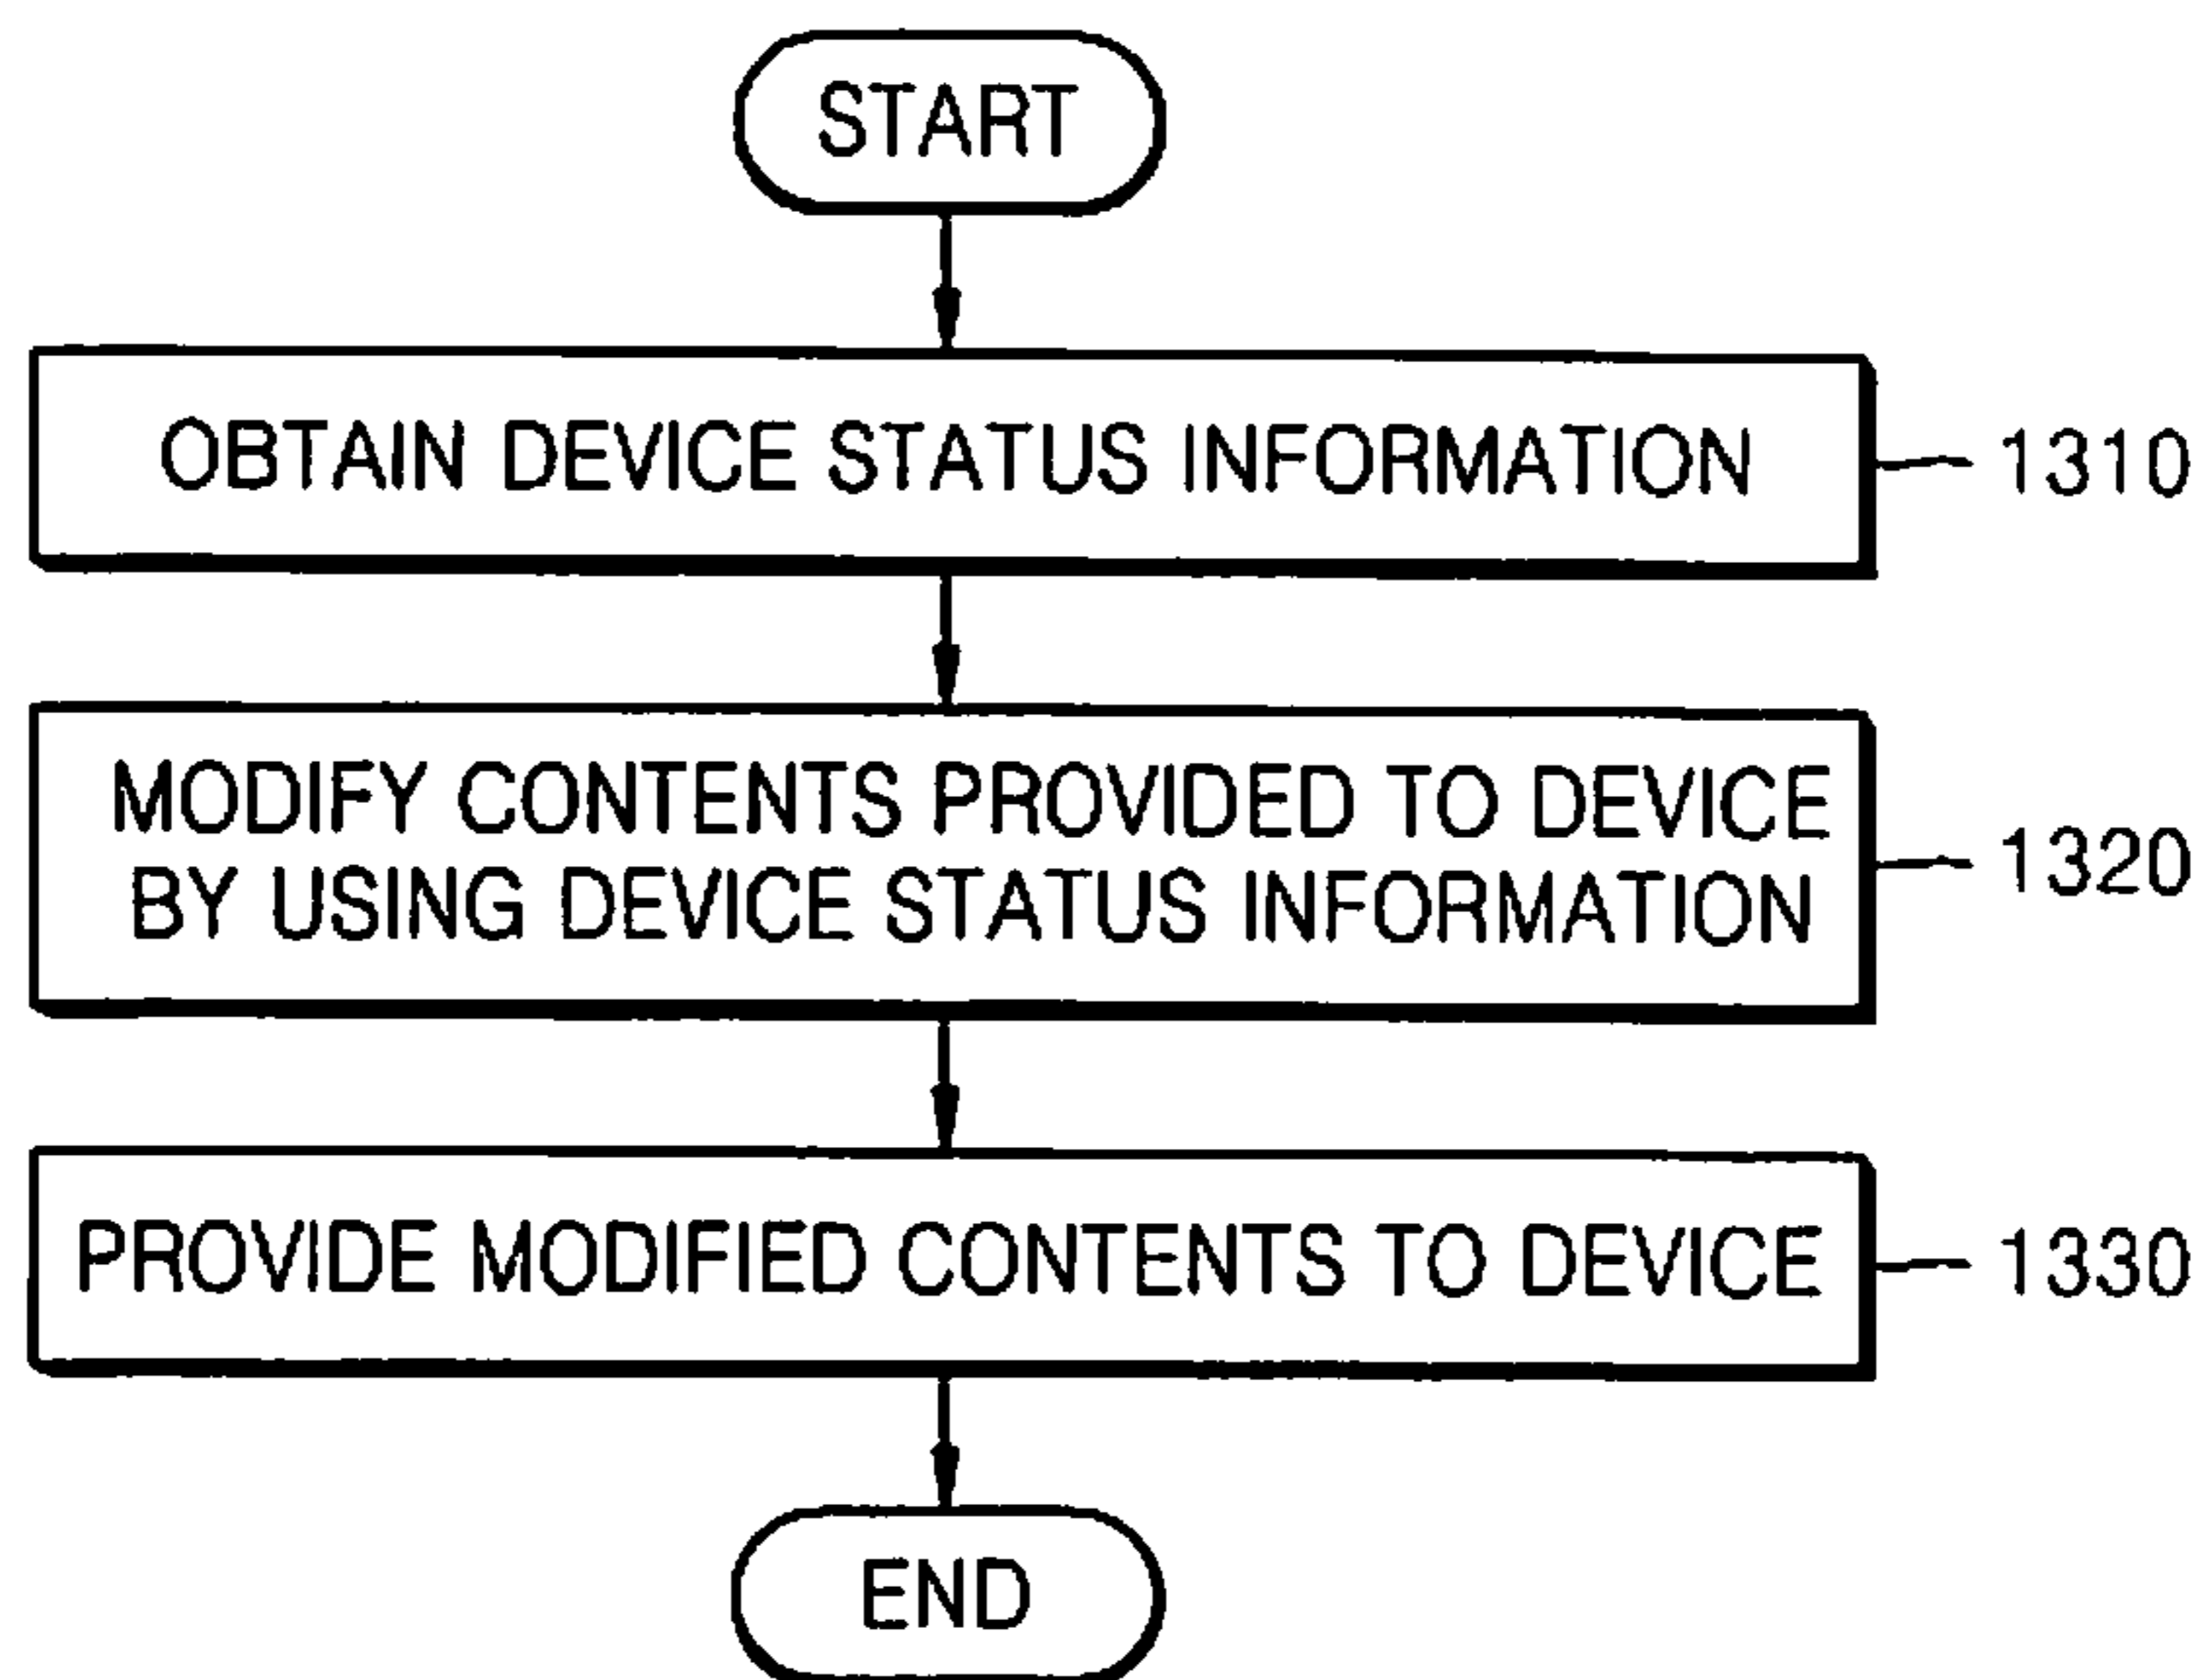 START
OBTAIN DEVICE STATUS INFORMATION
1310
MODIFY CONTENTS PROVIDED TO DEVICE
BY USING DEVICE STATUS INFORMATION
1320
PROVIDE MODIFIED CONTENTS TO DEVICE
1330
END